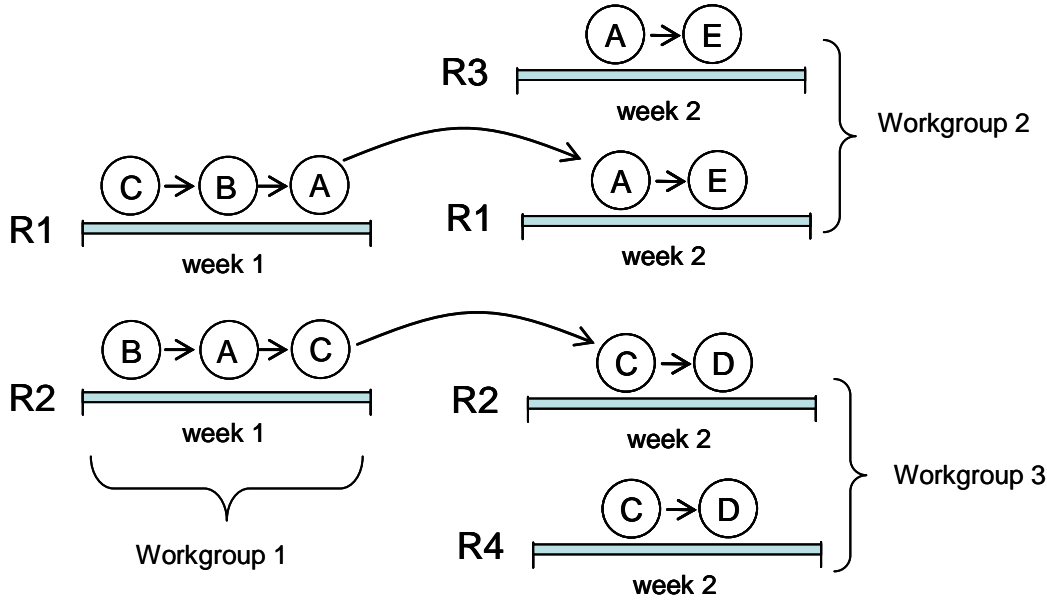 A E
R3
week 2
Workgroup 2
C B A
R1
week 1
A E
R1
week 2
B A C
R2
week 1
Workgroup 1
C D
R2
week 2
Workgroup 3
C D
R4
week 2